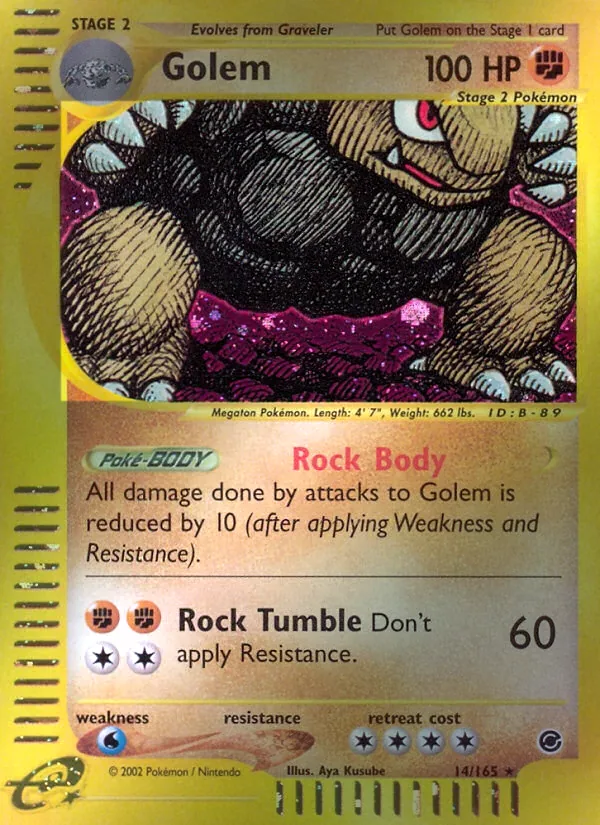 STAGE 2
Evolves from Graveler
Put Golem on the Stage 1 card
Golem
100 HP
Stage 2 Pokémon
Megaton Pokémon. Length: 4' 7", Weight: 662 lbs. ID:B-89
Poké-BODY
Rock Body
All damage done by attacks to Golem is
reduced by 10 (after applying Weakness and
Resistance).
Rock Tumble Don't
apply Resistance.
60
weakness
resistance
retreat cost
© 2002 Pokémon / Nintendo
Illus. Aya Kusube
14/165 ★